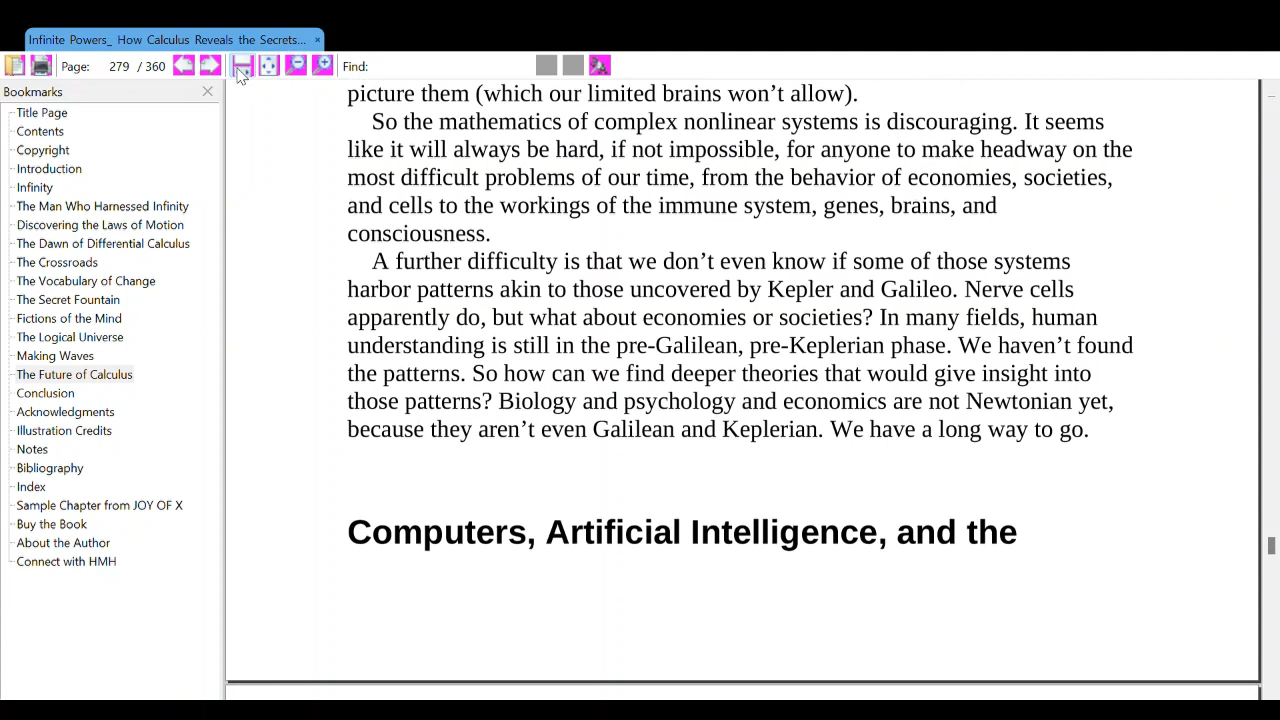 Infinite Powers_ How Calculus Reveals the Secrets... ×
Page: 279 / 360 Find:
Bookmarks
Title Page
Contents
Copyright
Introduction
Infinity
The Man Who Harnessed Infinity
Discovering the Laws of Motion
The Dawn of Differential Calculus
The Crossroads
The Vocabulary of Change
The Secret Fountain
Fictions of the Mind
The Logical Universe
Making Waves
The Future of Calculus
Conclusion
Acknowledgments
Illustration Credits
Notes
Bibliography
Index
Sample Chapter from JOY OF X
Buy the Book
About the Author
Connect with HMH
picture them (which our limited brains won’t allow).
So the mathematics of complex nonlinear systems is discouraging. It seems
like it will always be hard, if not impossible, for anyone to make headway on the
most difficult problems of our time, from the behavior of economies, societies,
and cells to the workings of the immune system, genes, brains, and
consciousness.
A further difficulty is that we don’t even know if some of those systems
harbor patterns akin to those uncovered by Kepler and Galileo. Nerve cells
apparently do, but what about economies or societies? In many fields, human
understanding is still in the pre-Galilean, pre-Keplerian phase. We haven’t found
the patterns. So how can we find deeper theories that would give insight into
those patterns? Biology and psychology and economics are not Newtonian yet,
because they aren’t even Galilean and Keplerian. We have a long way to go.
Computers, Artificial Intelligence, and the